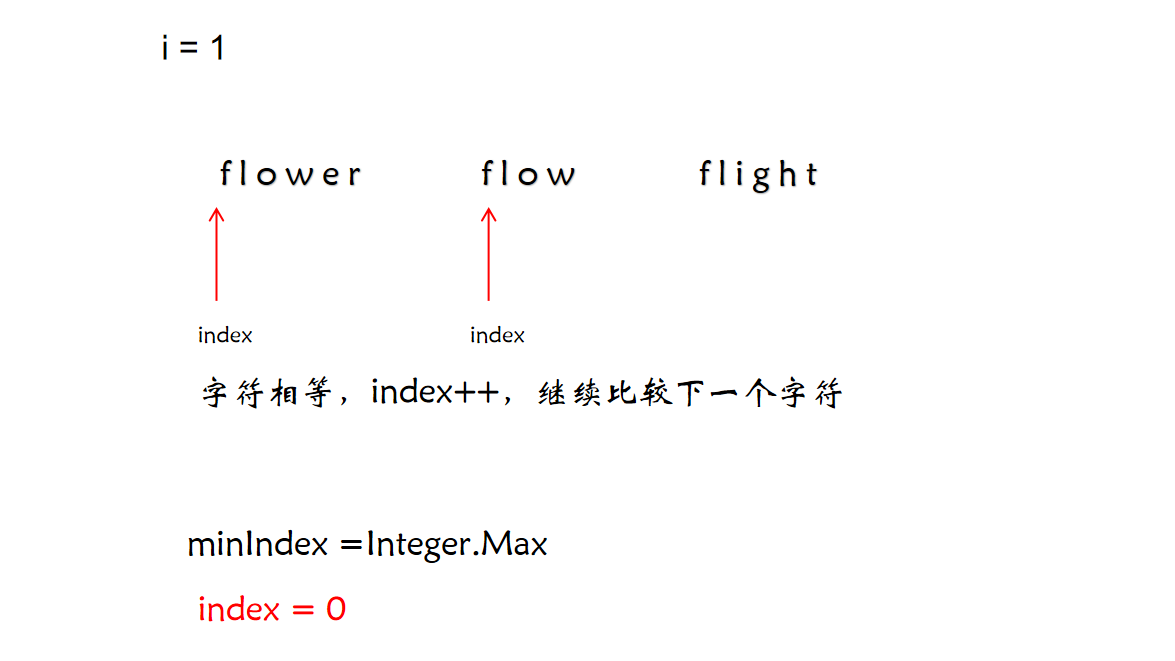 i = 1
flower flow flight
index index
字符相等，index++，继续比较下一个字符
minIndex =Integer.Max
index = 0